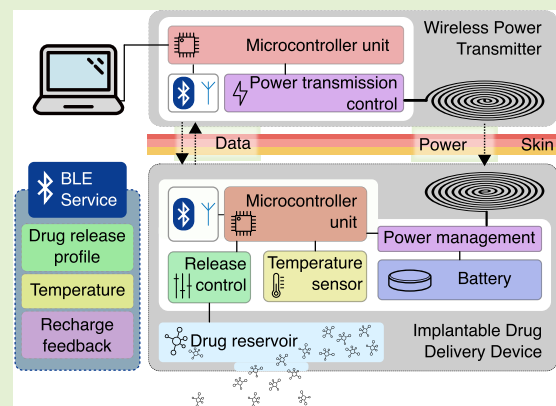 Wireless Power
Transmitter
Microcontroller unit
Power transmission
control
Data
Power
Skin
BLE
Service
Drug release
profile
Temperature
Recharge
feedback
Microcontroller
unit
Power management
Release
control
Temperature
sensor
Battery
Drug reservoir
Implantable Drug
Delivery Device